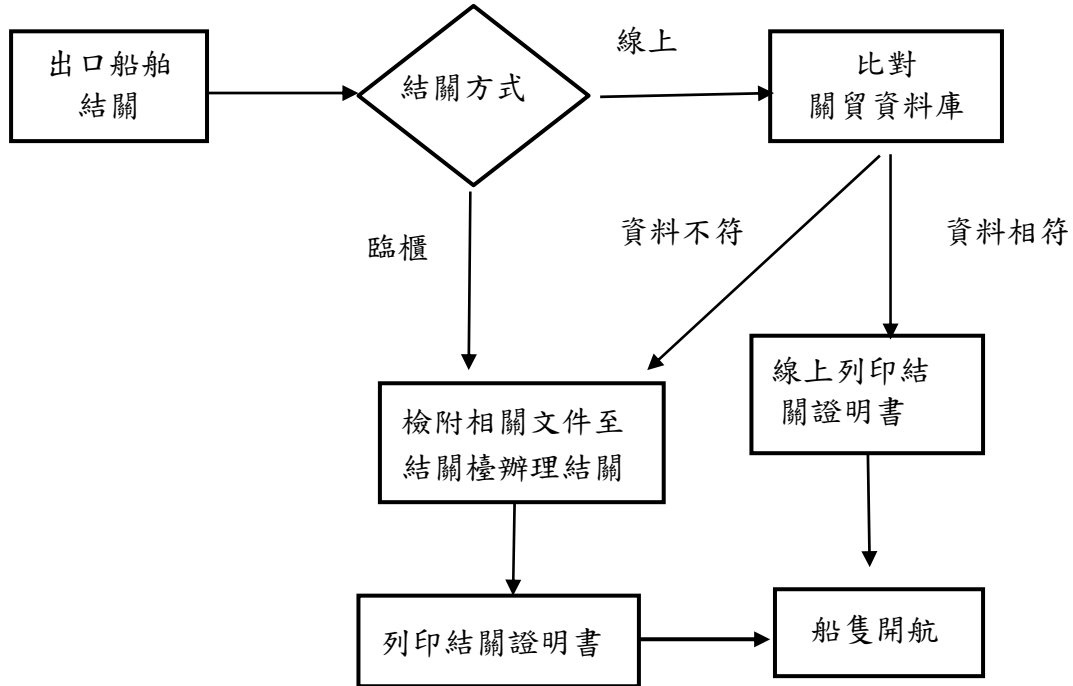 出口船舶
結關
結關方式
線上
比對
關貿資料庫
臨櫃
資料不符
資料相符
檢附相關文件至
結關檯辦理結關
線上列印結
關證明書
列印結關證明書
船隻開航